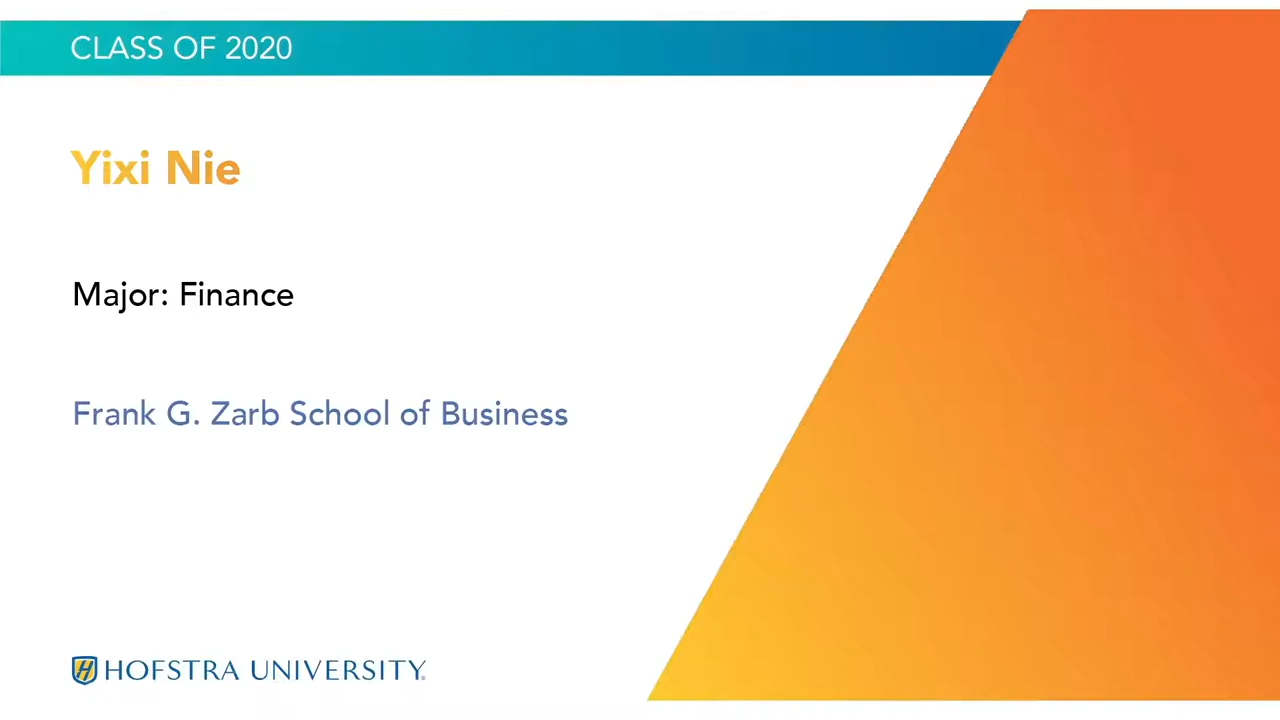 CLASS OF 2020
Yixi Nie
Major: Finance
Frank G. Zarb School of Business
HOFSTRA UNIVERSITY®